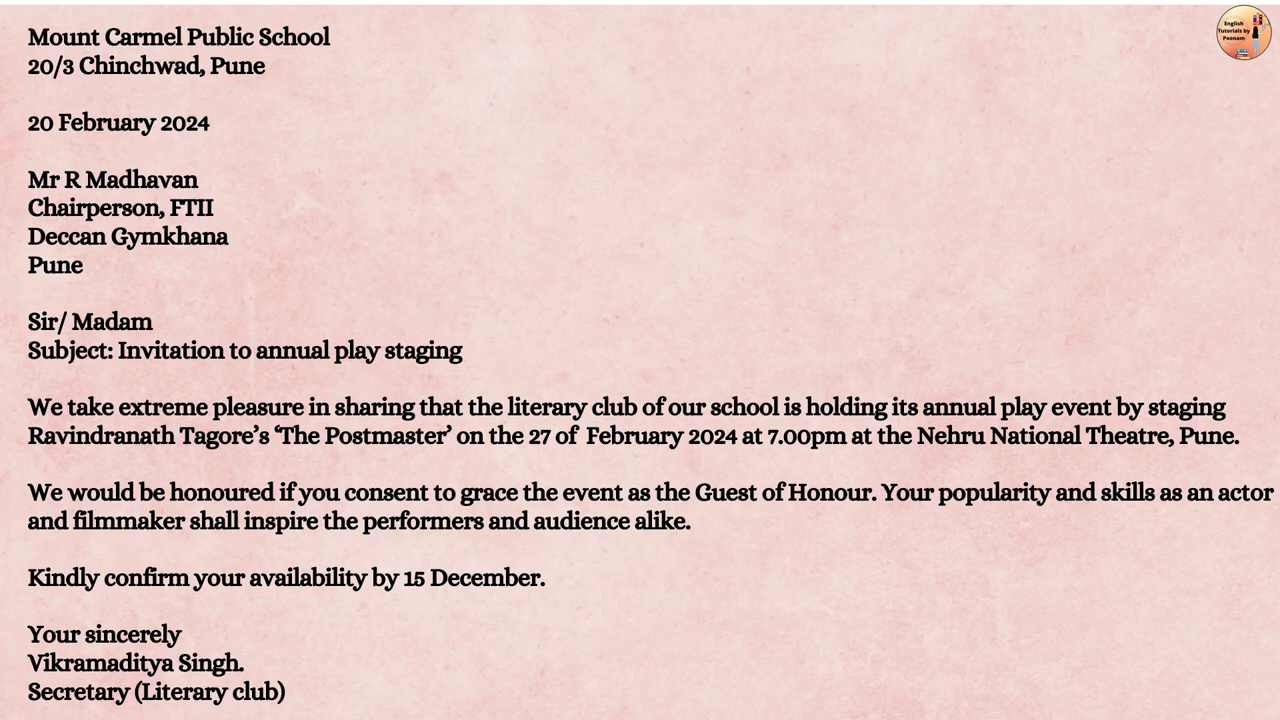 English
Tutorials by
Poonam
Mount Carmel Public School
20/3 Chinchwad, Pune
20 February 2024
Mr R Madhavan
Chairperson, FTII
Deccan Gymkhana
Pune
Sir/ Madam
Subject: Invitation to annual play staging
We take extreme pleasure in sharing that the literary club of our school is holding its annual play event by staging
Ravindranath Tagore’s ‘The Postmaster’ on the 27 of February 2024 at 7.00pm at the Nehru National Theatre, Pune.
We would be honoured if you consent to grace the event as the Guest of Honour. Your popularity and skills as an actor
and filmmaker shall inspire the performers and audience alike.
Kindly confirm your availability by 15 December.
Your sincerely
Vikramaditya Singh.
Secretary (Literary club)